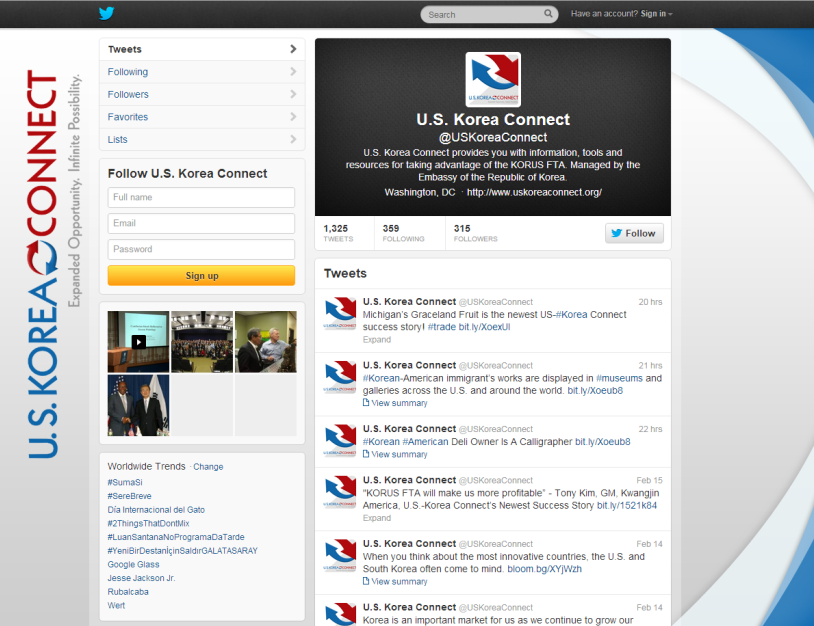 Search
Have an account? Sign in
U.S. KOREA CONNECT
Expanded Opportunity. Infinite Possibility.
Tweets
Following
Followers
Favorites
Lists
Follow U.S. Korea Connect
Full name
Email
Password
Sign up
Worldwide Trends · Change
#SumaSi
#SereBreve
Día Internacional del Gato
#2ThingsThatDontMix
#LuanSantanaNoProgramaDaTarde
#YeniBirDestanİçinSaldırGALATASARAY
Google Glass
Jesse Jackson Jr.
Rubalcaba
Wert
U.S. KOREA CONNECT
U.S. Korea Connect
@USKoreaConnect
U.S. Korea Connect provides you with information, tools and
resources for taking advantage of the KORUS FTA. Managed by the
Embassy of the Republic of Korea.
Washington, DC · http://www.uskoreaconnect.org/
1,325 359 315
TWEETS FOLLOWING FOLLOWERS
Follow
Tweets
U.S. Korea Connect @USKoreaConnect 20 hrs
Michigan's Graceland Fruit is the newest US-#Korea Connect
success story! #trade bit.ly/XoexUI
Expand
U.S. Korea Connect @USKoreaConnect 21 hrs
#Korean-American immigrant's works are displayed in #museums and
galleries across the U.S. and around the world. bit.ly/Xoeub8
View summary
U.S. Korea Connect @USKoreaConnect 22 hrs
#Korean #American Deli Owner Is A Calligrapher bit.ly/Xoeub8
View summary
U.S. Korea Connect @USKoreaConnect Feb 15
"KORUS FTA will make us more profitable" - Tony Kim, GM, Kwangjin
America, U.S.-Korea Connect's Newest Success Story bit.ly/1521k84
Expand
U.S. Korea Connect @USKoreaConnect Feb 14
When you think about the most innovative countries, the U.S. and
South Korea often come to mind. bloom.bg/XYjWzh
View summary
U.S. Korea Connect @USKoreaConnect Feb 14
Korea is an important market for us as we continue to grow our